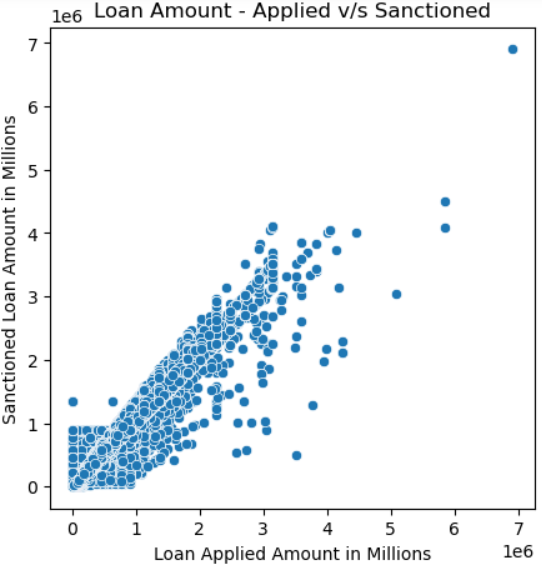 Loan Amount - Applied v/s Sanctioned
1e6
7
6
5
4
3
2
1
0
Sanctioned Loan Amount in Millions
0 1 2 3 4 5 6 7
1e6
Loan Applied Amount in Millions